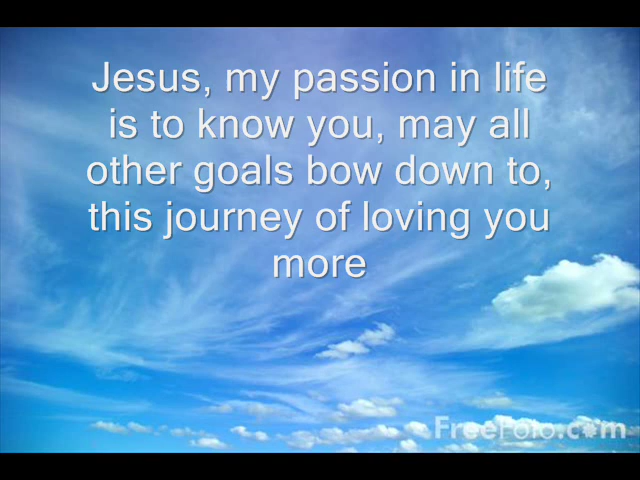 Jesus, my passion in life
is to know you, may all
other goals bow down to,
this journey of loving you
more
FreeFoto.com